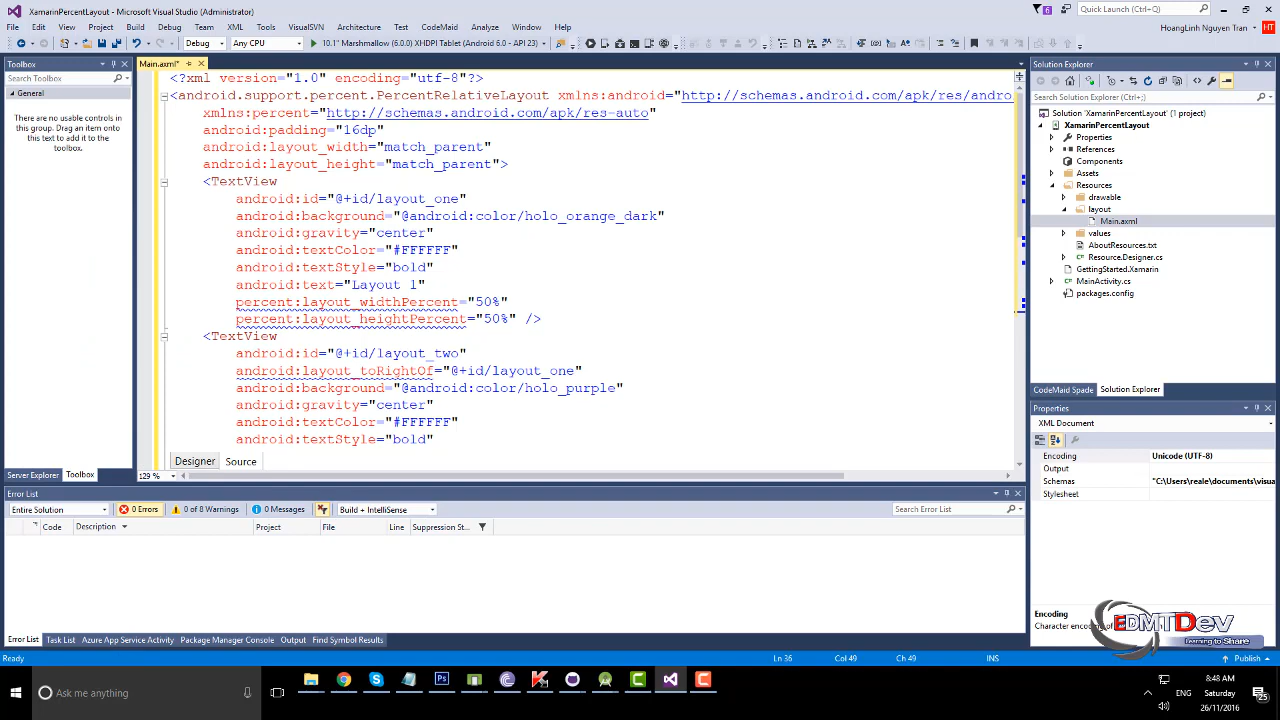 XamarinPercentLayout - Microsoft Visual Studio (Administrator)
6
Quick Launch (Ctrl+Q)
File Edit View Project Build Debug Team XML Tools VisualSVN Architecture Test CodeMaid Analyze Window Help
HoangLinh Nguyen Tran HT
Debug Any CPU 10.1" Marshmallow (6.0.0) XHDPI Tablet (Android 6.0 - API 23)
Toolbox
Search Toolbox
General
There are no usable controls in
this group. Drag an item onto
this text to add it to the
toolbox.
Server Explorer Toolbox
Main.axml*
<?xml version="1.0" encoding="utf-8"?>
<android.support.percent.PercentRelativeLayout xmlns:android="http://schemas.android.com/apk/res/andro
xmlns:percent="http://schemas.android.com/apk/res-auto"
android:padding="16dp"
android:layout_width="match_parent"
android:layout_height="match_parent">
<TextView
android:id="@+id/layout_one"
android:background="@android:color/holo_orange_dark"
android:gravity="center"
android:textColor="#FFFFFF"
android:textStyle="bold"
android:text="Layout 1"
percent:layout_widthPercent="50%"
percent:layout_heightPercent="50%" />
<TextView
android:id="@+id/layout_two"
android:layout_toRightOf="@+id/layout_one"
android:background="@android:color/holo_purple"
android:gravity="center"
android:textColor="#FFFFFF"
android:textStyle="bold"
Designer Source
129 %
Solution Explorer
Search Solution Explorer (Ctrl+;)
Solution 'XamarinPercentLayout' (1 project)
XamarinPercentLayout
Properties
References
Components
Assets
Resources
drawable
layout
Main.axml
values
AboutResources.txt
Resource.Designer.cs
GettingStarted.Xamarin
MainActivity.cs
packages.config
CodeMaid Spade Solution Explorer
Properties
XML Document
Encoding Unicode (UTF-8)
Output
Schemas "C:\Users\reale\documents\visua
Stylesheet
Encoding
Character encoding of
EDMTDev
Learning to Share
Error List
Entire Solution 0 Errors 0 of 8 Warnings 0 Messages Build + IntelliSense Search Error List
Code Description Project File Line Suppression St...
Error List Task List Azure App Service Activity Package Manager Console Output Find Symbol Results
Ready Ln 36 Col 49 Ch 49 INS Publish
Ask me anything
ENG
8:48 AM
Saturday
26/11/2016
25